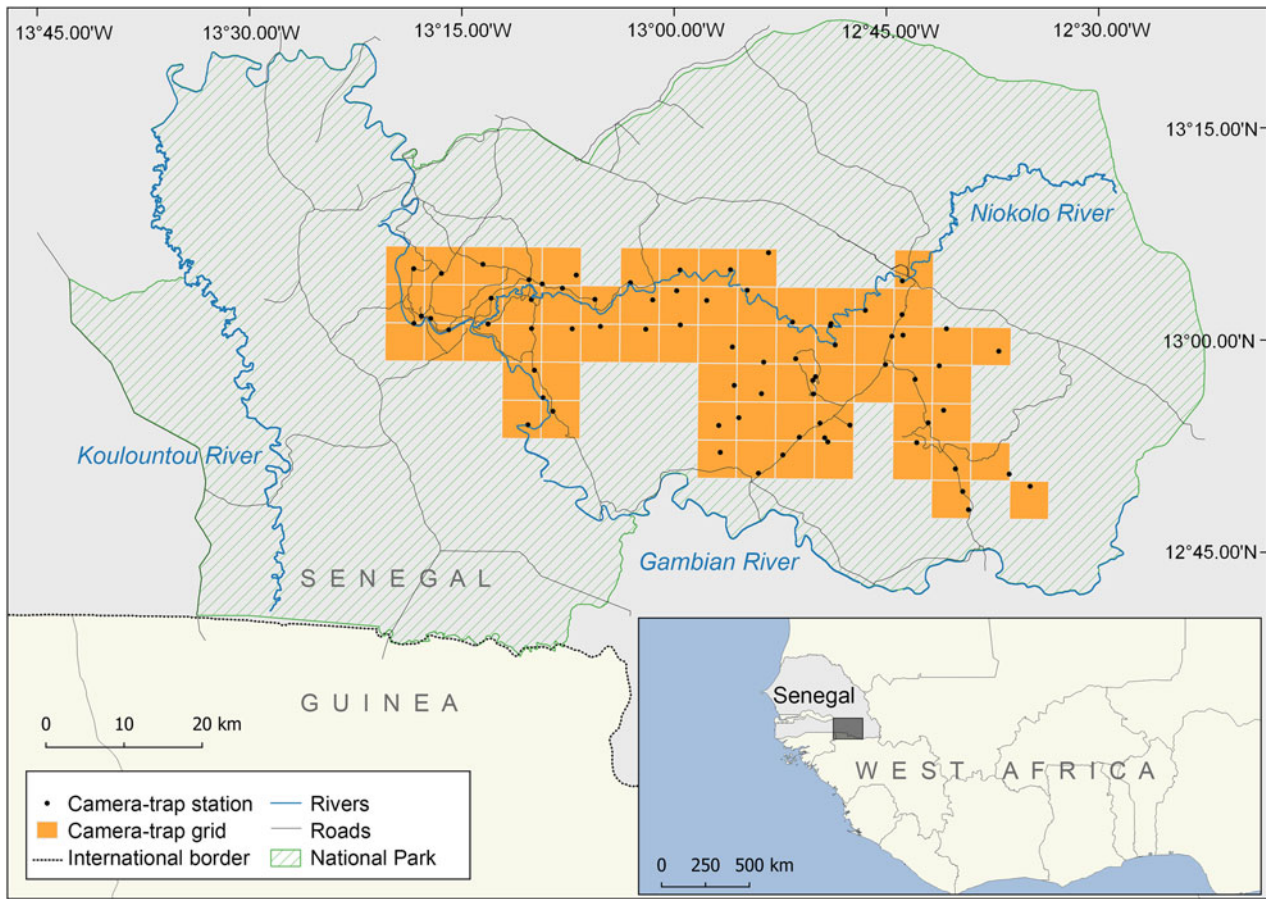 13°45.00'W 13°30.00'W 13°15.00'W 13°00.00'W 12°45.00'W 12°30.00'W
13°15.00'N
Niokolo River
13°00.00'N
Koulountou River
12°45.00'N
Gambian River
SENEGAL
GUINEA
0 10 20 km
Senegal
WEST AFRICA
0 250 500 km
Camera-trap station
Rivers
Camera-trap grid
Roads
International border
National Park